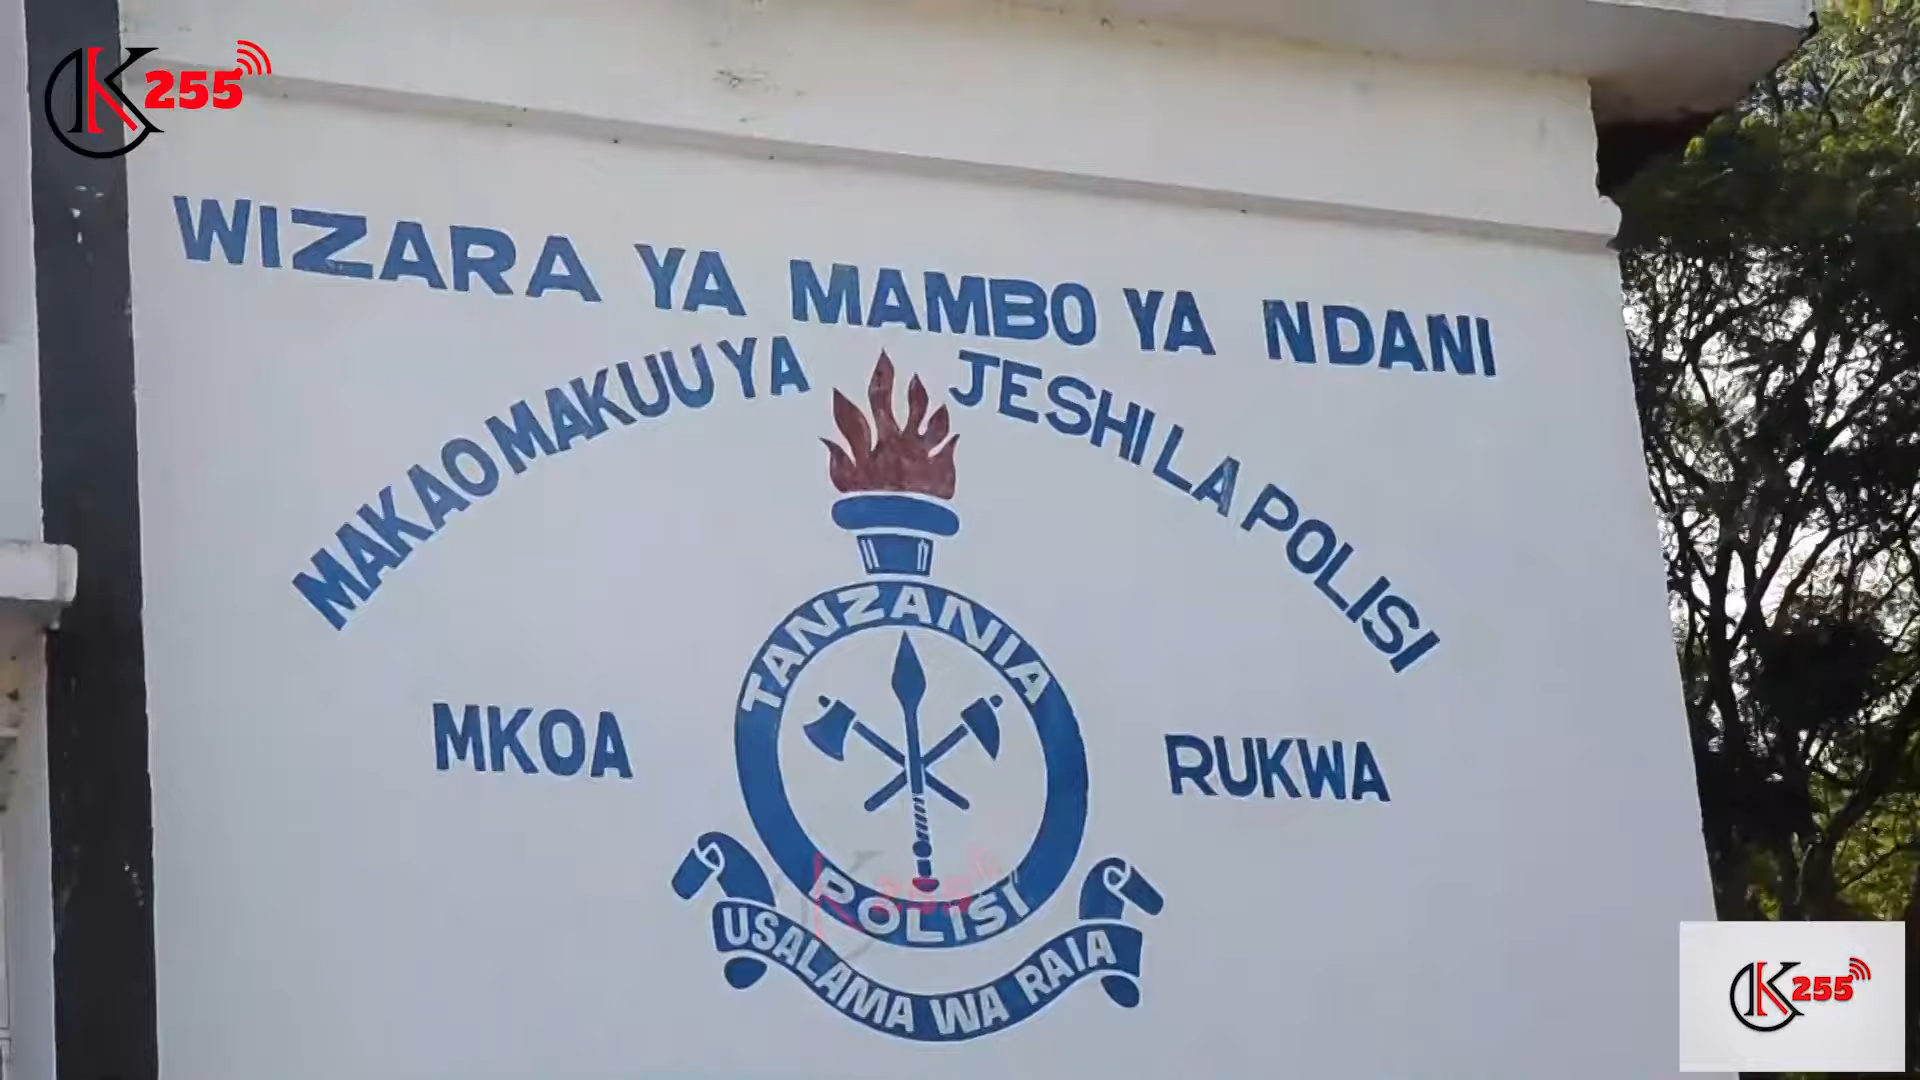 K255
WIZARA YA MAMBO YA NDANI
MAKAO MAKUU YA JESHI LA POLISI
TANZANIA
MKOA RUKWA
POLISI
K255
USALAMA WA RAIA
K255